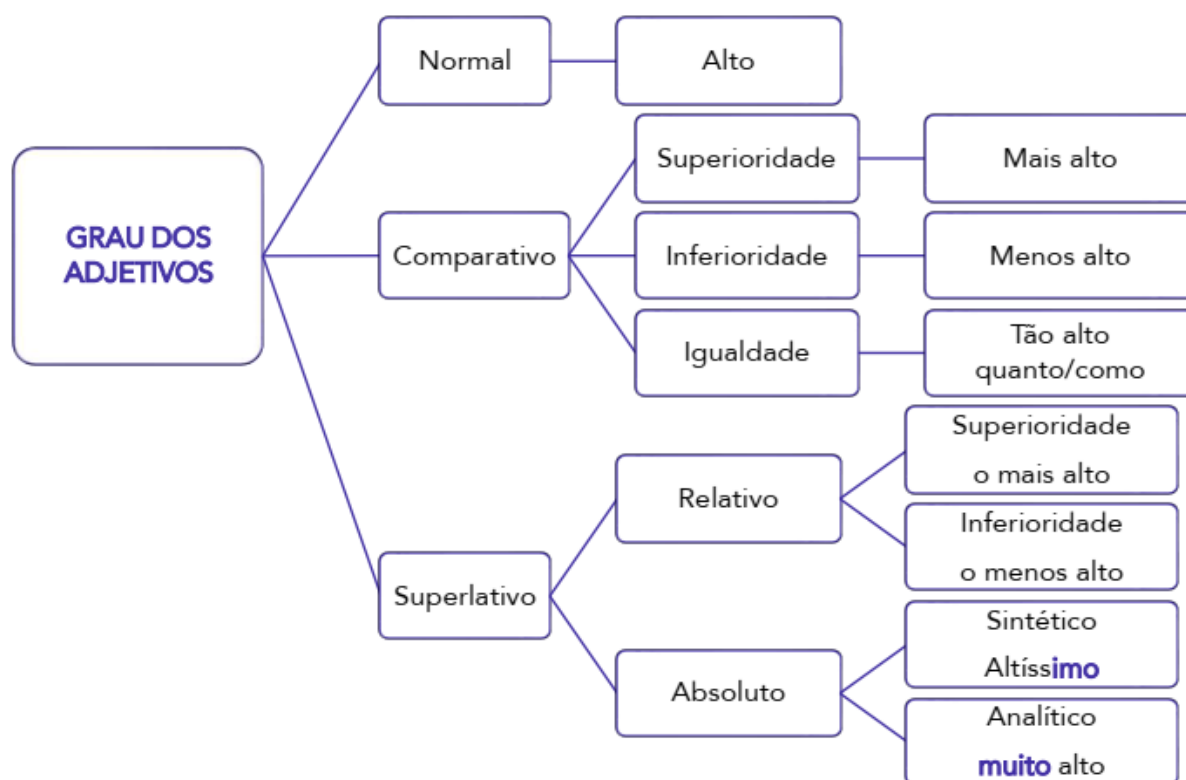 Normal
Alto
GRAU DOS
ADJETIVOS
Comparativo
Superioridade
Mais alto
Inferioridade
Menos alto
Igualdade
Tão alto
quanto/como
Superlativo
Relativo
Superioridade
o mais alto
Inferioridade
o menos alto
Absoluto
Sintético
Altíssimo
Analítico
muito alto